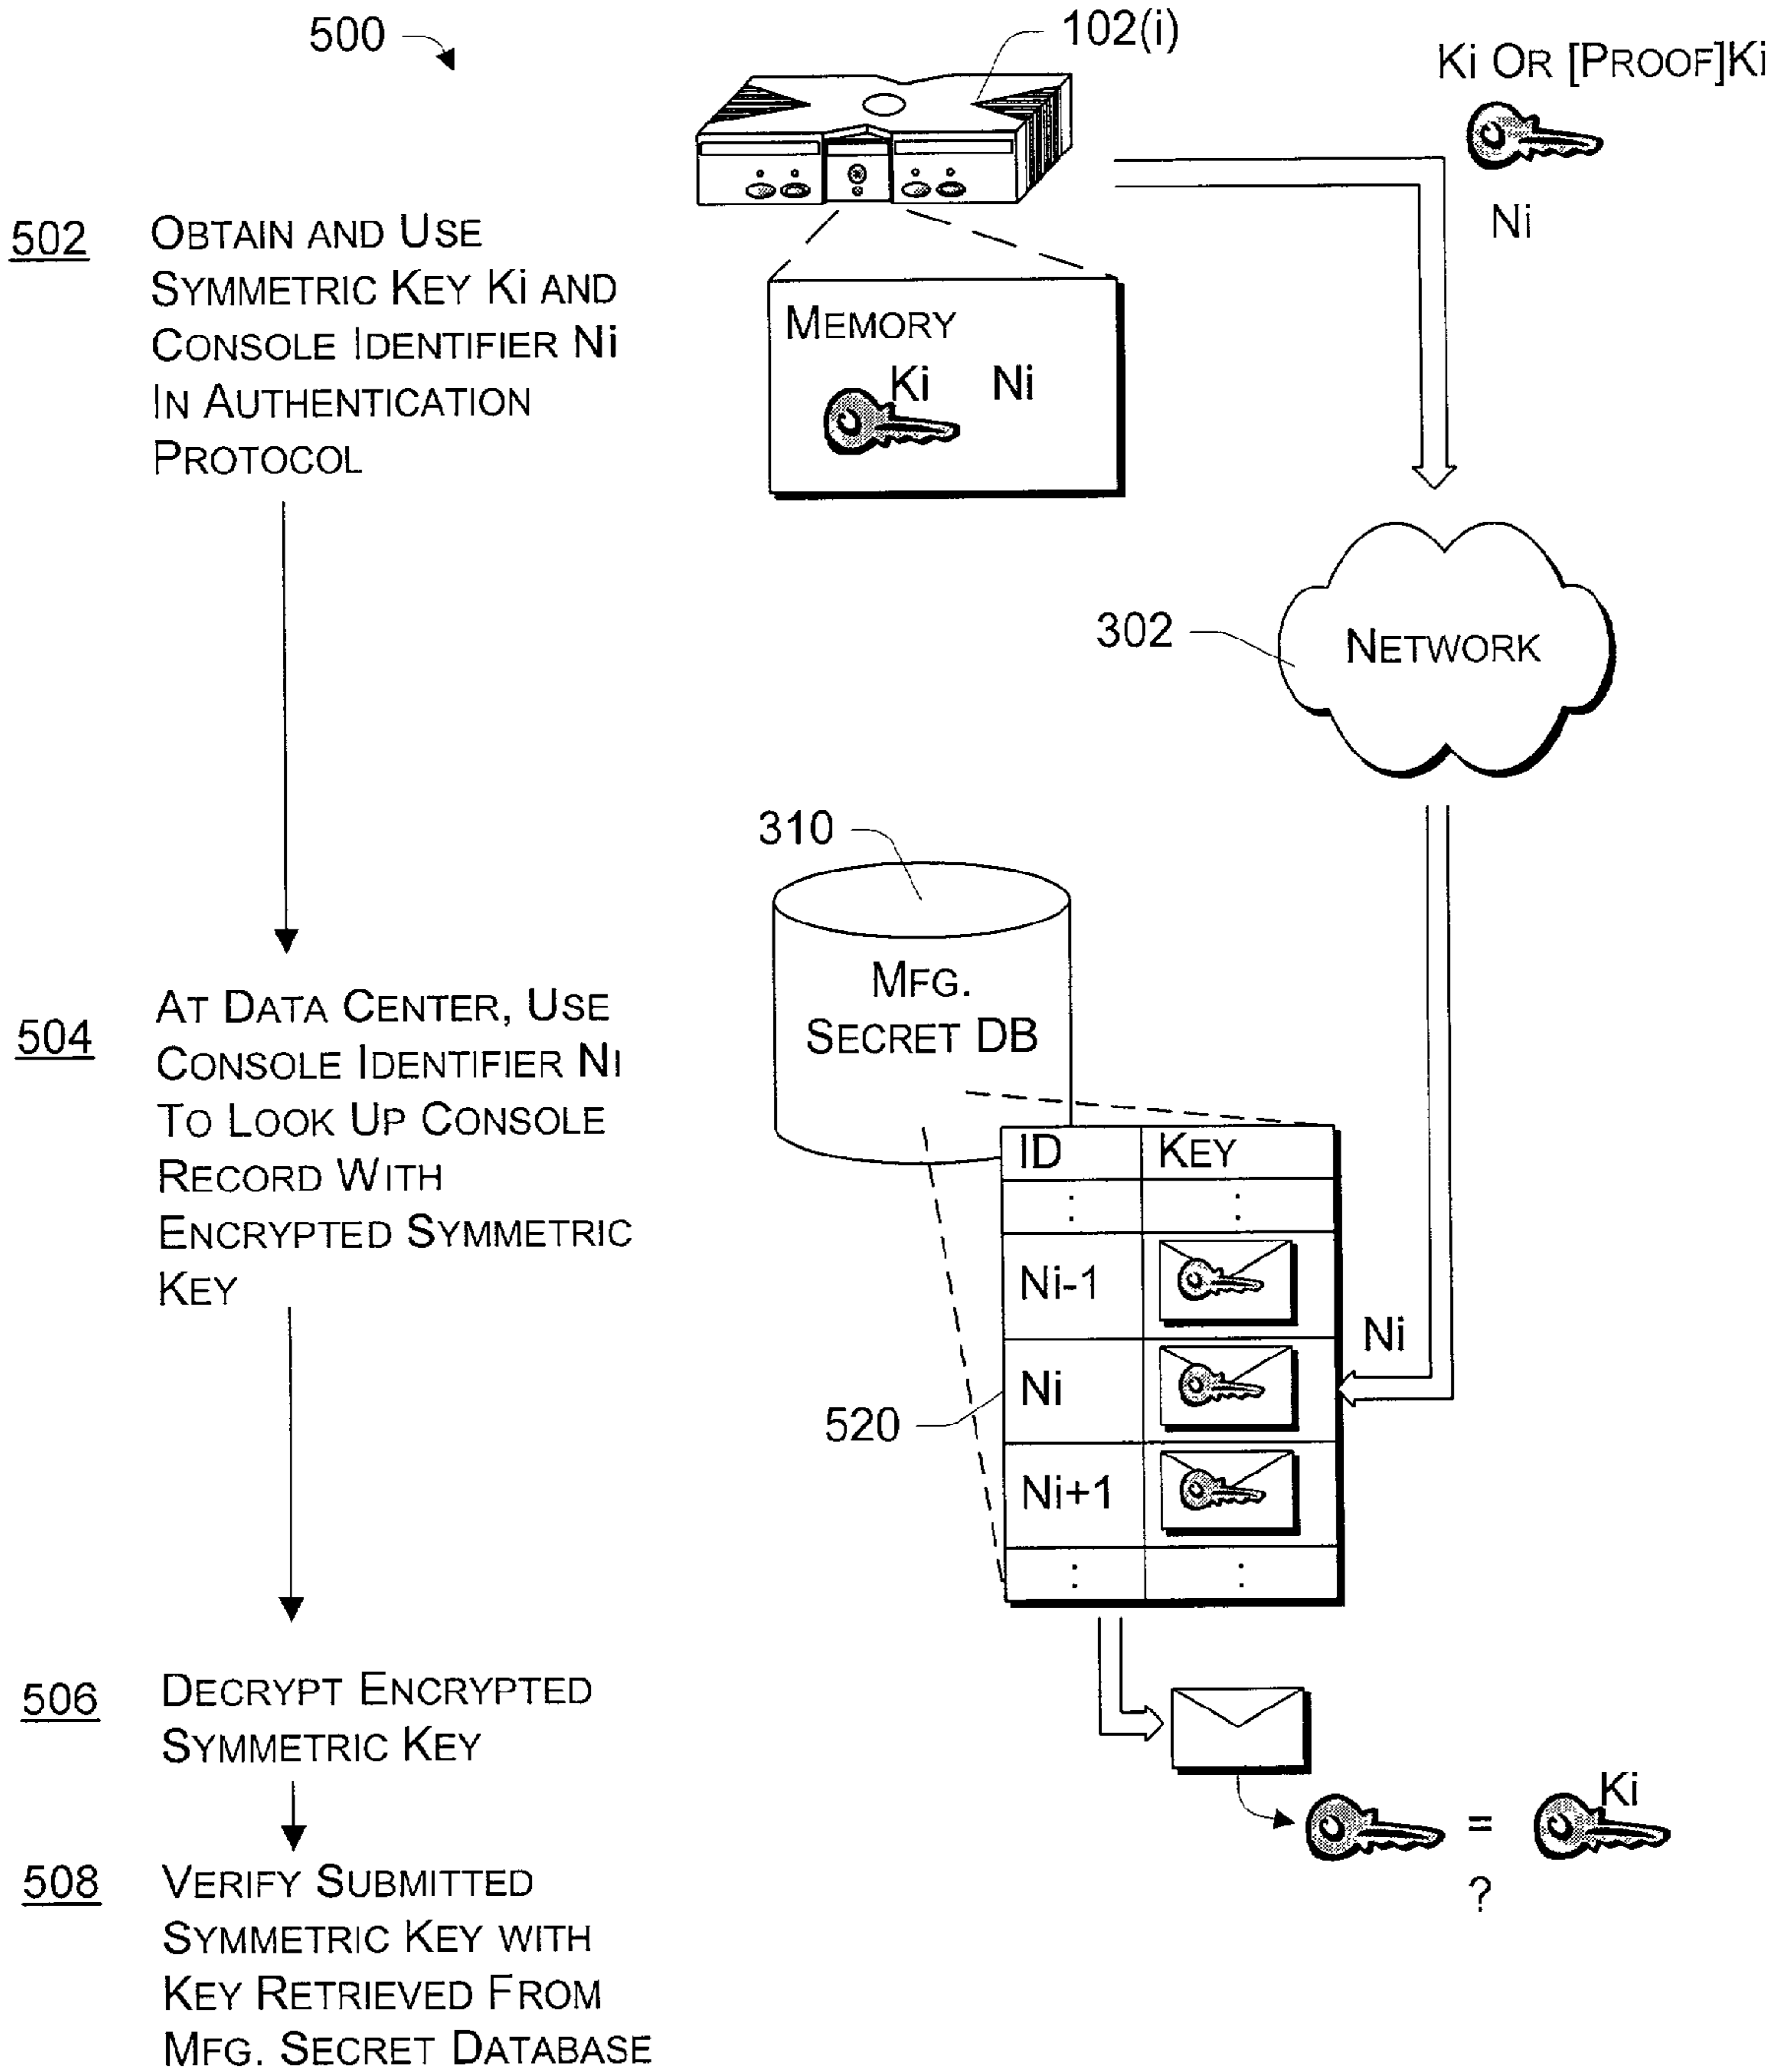 500
102(i)
Ki OR [PROOF]Ki
Ni
502
OBTAIN AND USE
SYMMETRIC KEY Ki AND
CONSOLE IDENTIFIER Ni
IN AUTHENTICATION
PROTOCOL
MEMORY
Ki Ni
302
NETWORK
310
MFG.
SECRET DB
504
AT DATA CENTER, USE
CONSOLE IDENTIFIER NI
TO LOOK UP CONSOLE
RECORD WITH
ENCRYPTED SYMMETRIC
KEY
ID KEY
: :
Ni-1
Ni
Ni
520
Ni+1
: :
506
DECRYPT ENCRYPTED
SYMMETRIC KEY
Ki
=
?
508
VERIFY SUBMITTED
SYMMETRIC KEY WITH
KEY RETRIEVED FROM
MFG. SECRET DATABASE